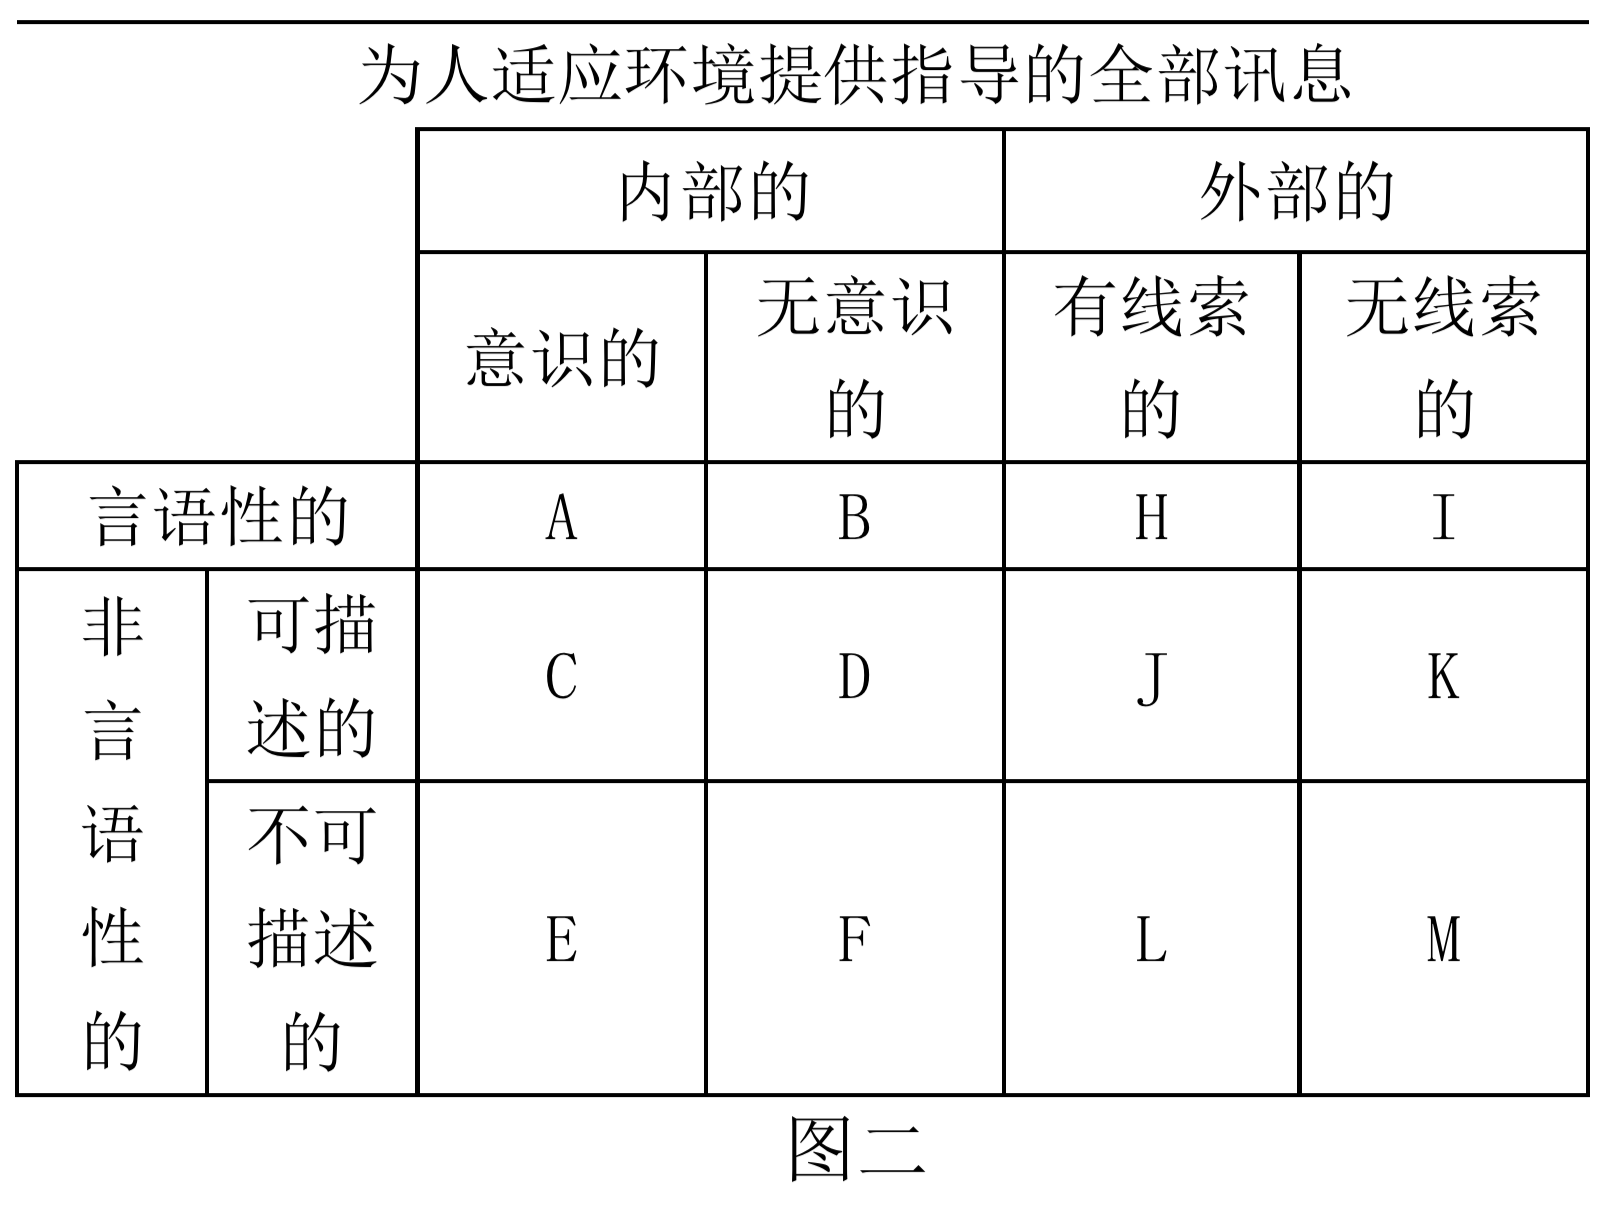 为人适应环境提供指导的全部讯息
内部的 外部的
意识的 无意识的 有线索的 无线索的
言语性的 A B H I
非言语性的 可描述的 C D J K
不可描述的 E F L M
图二